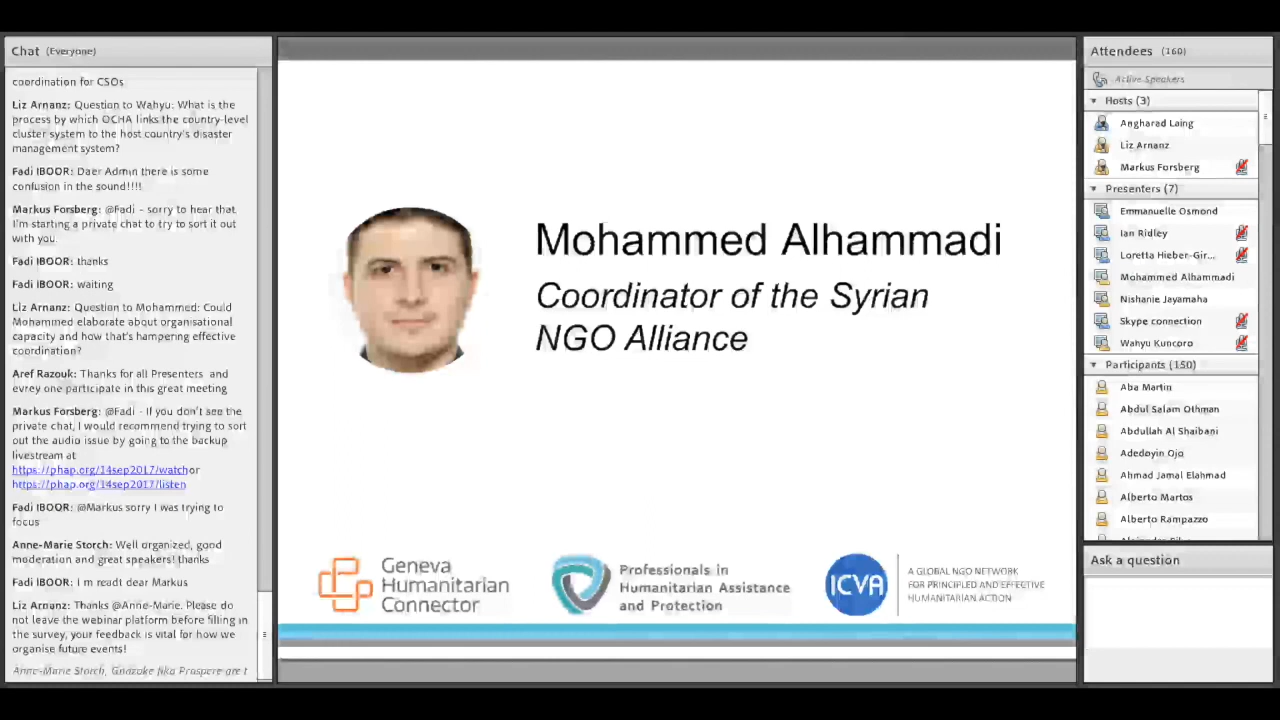 Chat (Everyone)
coordination for CSOs
Liz Arnanz: Question to Wahyu: What is the
process by which OCHA links the country-level
cluster system to the host country's disaster
management system?
Fadi IBOOR: Daer Admin there is some
confusion in the sound!!!!
Markus Forsberg: @Fadi - sorry to hear that.
I'm starting a private chat to try to sort it out
with you.
Fadi IBOOR: thanks
Fadi IBOOR: waiting
Liz Arnanz: Question to Mohammed: Could
Mohammed elaborate about organisational
capacity and how that's hampering effective
coordination?
Aref Razouk: Thanks for all Presenters and
evrey one participate in this great meeting
Markus Forsberg: @Fadi - If you don't see the
private chat, I would recommend trying to sort
out the audio issue by going to the backup
livestream at
https://phap.org/14sep2017/watchor
https://phap.org/14sep2017/listen
Fadi IBOOR: @Markus sorry I was trying to
focus
Anne-Marie Storch: Well organized, good
moderation and great speakers! thanks
Fadi IBOOR: I m readt dear Markus
Liz Arnanz: Thanks @Anne-Marie. Please do
not leave the webinar platform before filling in
the survey, your feedback is vital for how we
organise future events!
Anne-Marie Storch, Gnazoke fika Prospere are t
Mohammed Alhammadi
Coordinator of the Syrian
NGO Alliance
Geneva
Humanitarian
Connector
Professionals in
Humanitarian Assistance
and Protection
ICVA
A GLOBAL NGO NETWORK
FOR PRINCIPLED AND EFFECTIVE
HUMANITARIAN ACTION
Attendees (160)
Active Speakers
Hosts (3)
Angharad Laing
Liz Arnanz
Markus Forsberg
Presenters (7)
Emmanuelle Osmond
Ian Ridley
Loretta Hieber-Gir...
Mohammed Alhammadi
Nishanie Jayamaha
Skype connection
Wahyu Kuncoro
Participants (150)
Aba Martin
Abdul Salam Othman
Abdullah Al Shaibani
Adedoyin Ojo
Ahmad Jamal Elahmad
Alberto Martos
Alberto Rampazzo
Ask a question